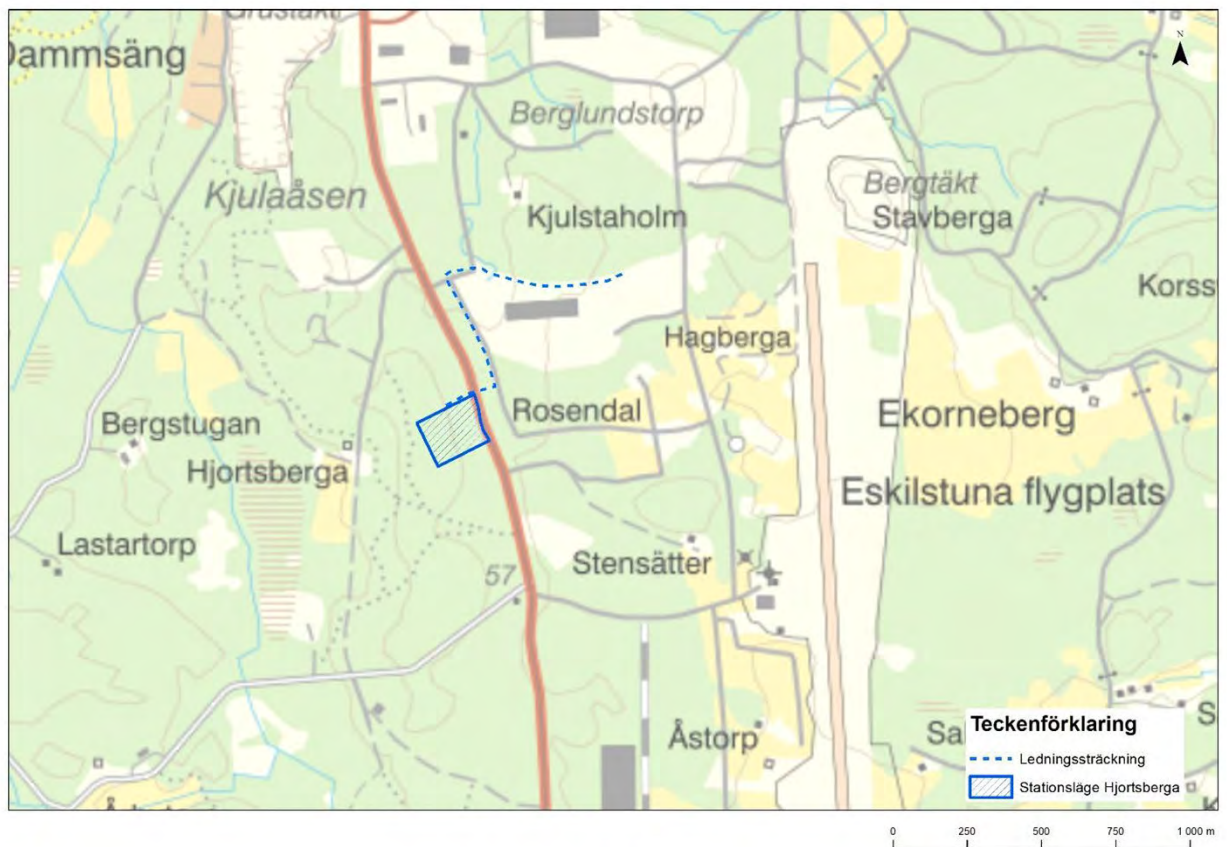 Grustäkt
Dammsäng
N
Berglundstorp
Kjulaåsen
Bergtäkt
Kjulstaholm
Stavberga
Hagberga
Bergstugan
Rosendal
Ekorneberg
Hjortsberga
Eskilstuna flygplats
Lastartorp
Stensätter
57
Åstorp
Teckenförklaring
Ledningssträckning
Stationsläge Hjortsberga
0 250 500 750 1 000 m